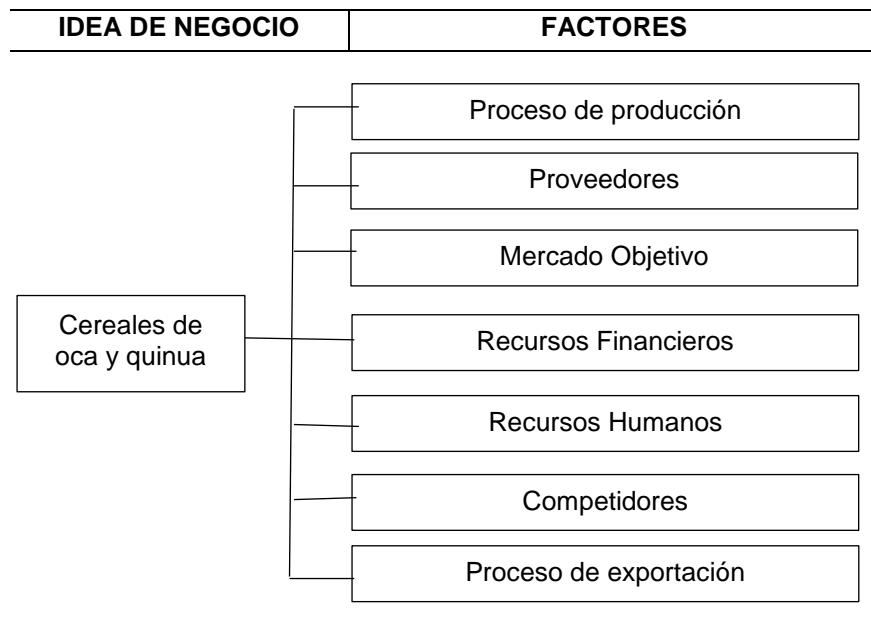 IDEA DE NEGOCIO
FACTORES
Proceso de producción
Proveedores
Mercado Objetivo
Cereales de
oca y quinua
Recursos Financieros
Recursos Humanos
Competidores
Proceso de exportación